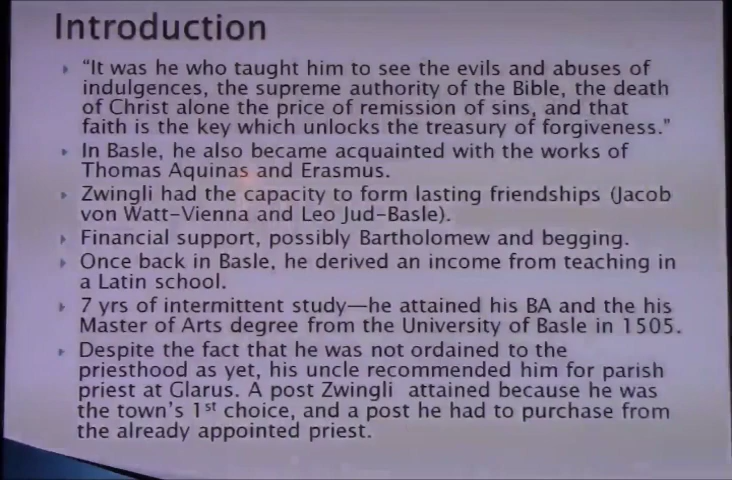 Introduction
"It was he who taught him to see the evils and abuses of
indulgences, the supreme authority of the Bible, the death
of Christ alone the price of remission of sins, and that
faith is the key which unlocks the treasury of forgiveness."
In Basle, he also became acquainted with the works of
Thomas Aquinas and Erasmus.
Zwingli had the capacity to form lasting friendships (Jacob
von Watt-Vienna and Leo Jud-Basle).
Financial support, possibly Bartholomew and begging.
Once back in Basle, he derived an income from teaching in
a Latin school.
7 yrs of intermittent study—he attained his BA and the his
Master of Arts degree from the University of Basle in 1505.
Despite the fact that he was not ordained to the
priesthood as yet, his uncle recommended him for parish
priest at Glarus. A post Zwingli attained because he was
the town's 1st choice, and a post he had to purchase from
the already appointed priest.